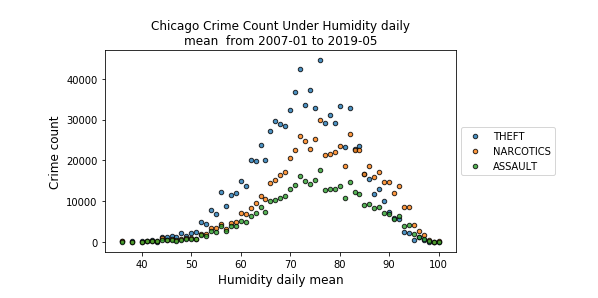 Chicago Crime Count Under Humidity daily
mean from 2007-01 to 2019-05
Crime count
40000
30000
20000
10000
0
40
50
60
70
80
90
100
Humidity daily mean
THEFT
NARCOTICS
ASSAULT